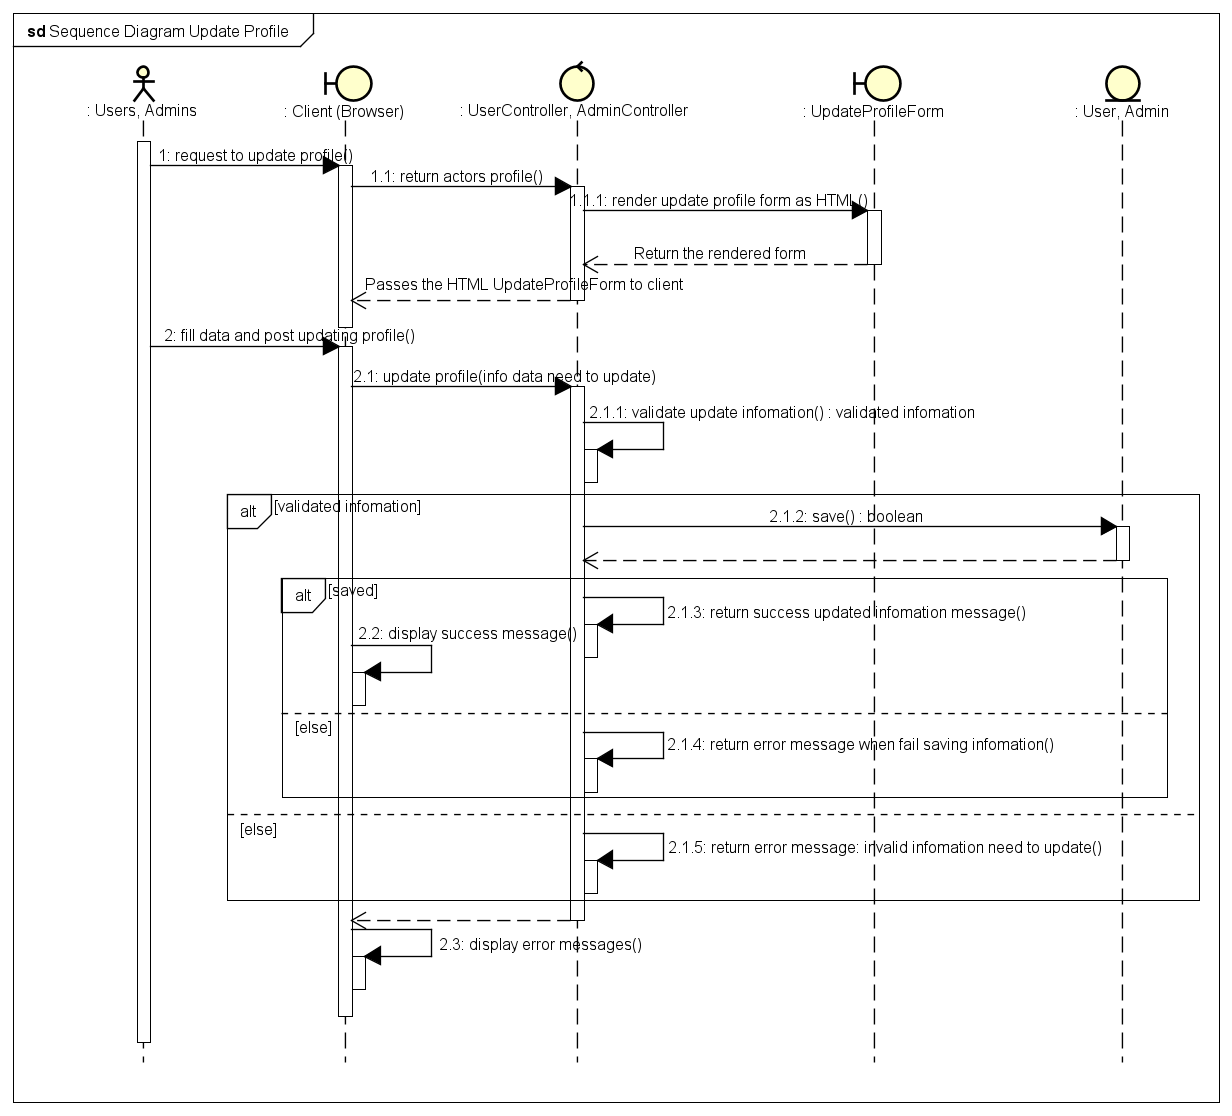 sd Sequence Diagram Update Profile
: Users, Admins
: Client (Browser)
: UserController, AdminController
: UpdateProfileForm
: User, Admin
1: request to update profile()
1.1: return actors profile()
1.1.1: render update profile form as HTML()
Return the rendered form
Passes the HTML UpdateProfileForm to client
2: fill data and post updating profile()
2.1: update profile(info data need to update)
2.1.1: validate update infomation() : validated infomation
alt
[validated infomation]
2.1.2: save() : boolean
alt
[saved]
2.1.3: return success updated infomation message()
2.2: display success message()
[else]
2.1.4: return error message when fail saving infomation()
[else]
2.1.5: return error message: invalid infomation need to update()
2.3: display error messages()